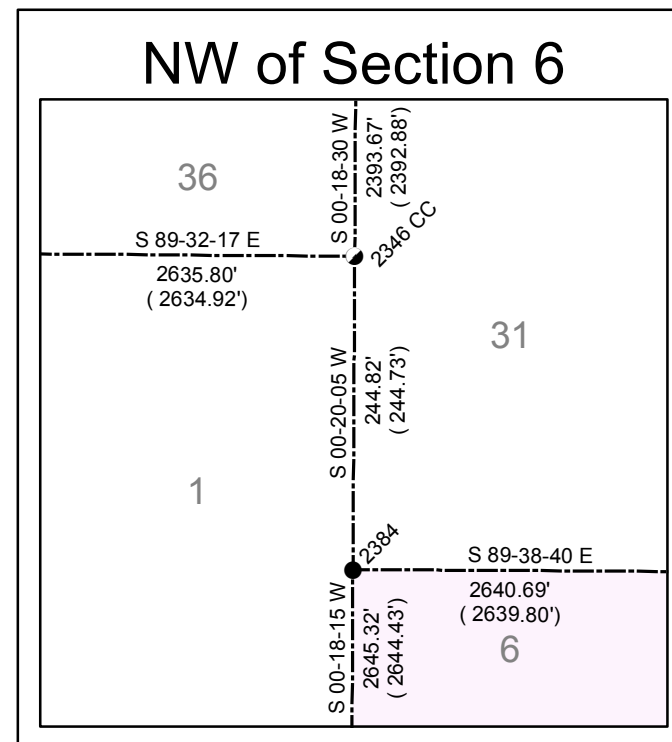 NW of Section 6
36
S 00-18-30 W
2393.67'
( 2392.88')
2346 CC
S 89-32-17 E
2635.80'
( 2634.92')
31
S 00-20-05 W
244.82'
( 244.73')
1
2384
S 89-38-40 E
2640.69'
( 2639.80')
6
S 00-18-15 W
2645.32'
( 2644.43')